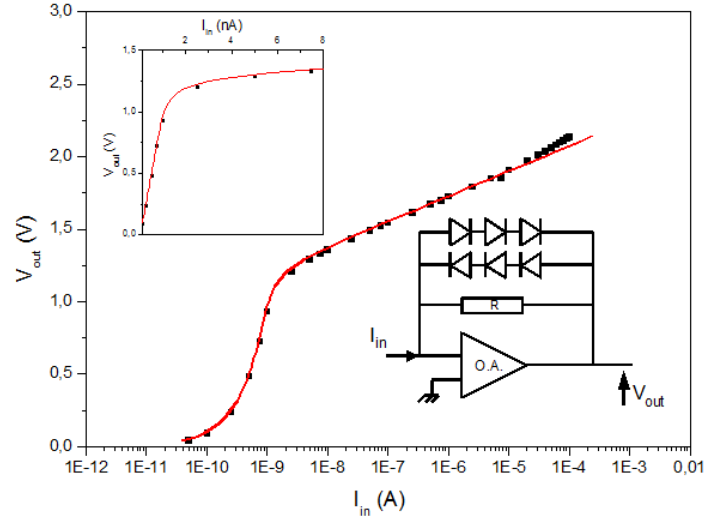 3,0
2,5
2,0
1,5
1,0
0,5
0,0
V_out (V)
1E-12 1E-11 1E-10 1E-9 1E-8 1E-7 1E-6 1E-5 1E-4 1E-3 0,01
I_in (A)
I_in (nA)
2 4 6 8
1,5
1,0
0,5
0,0
V_out (V)
R
I_in
O.A.
V_out